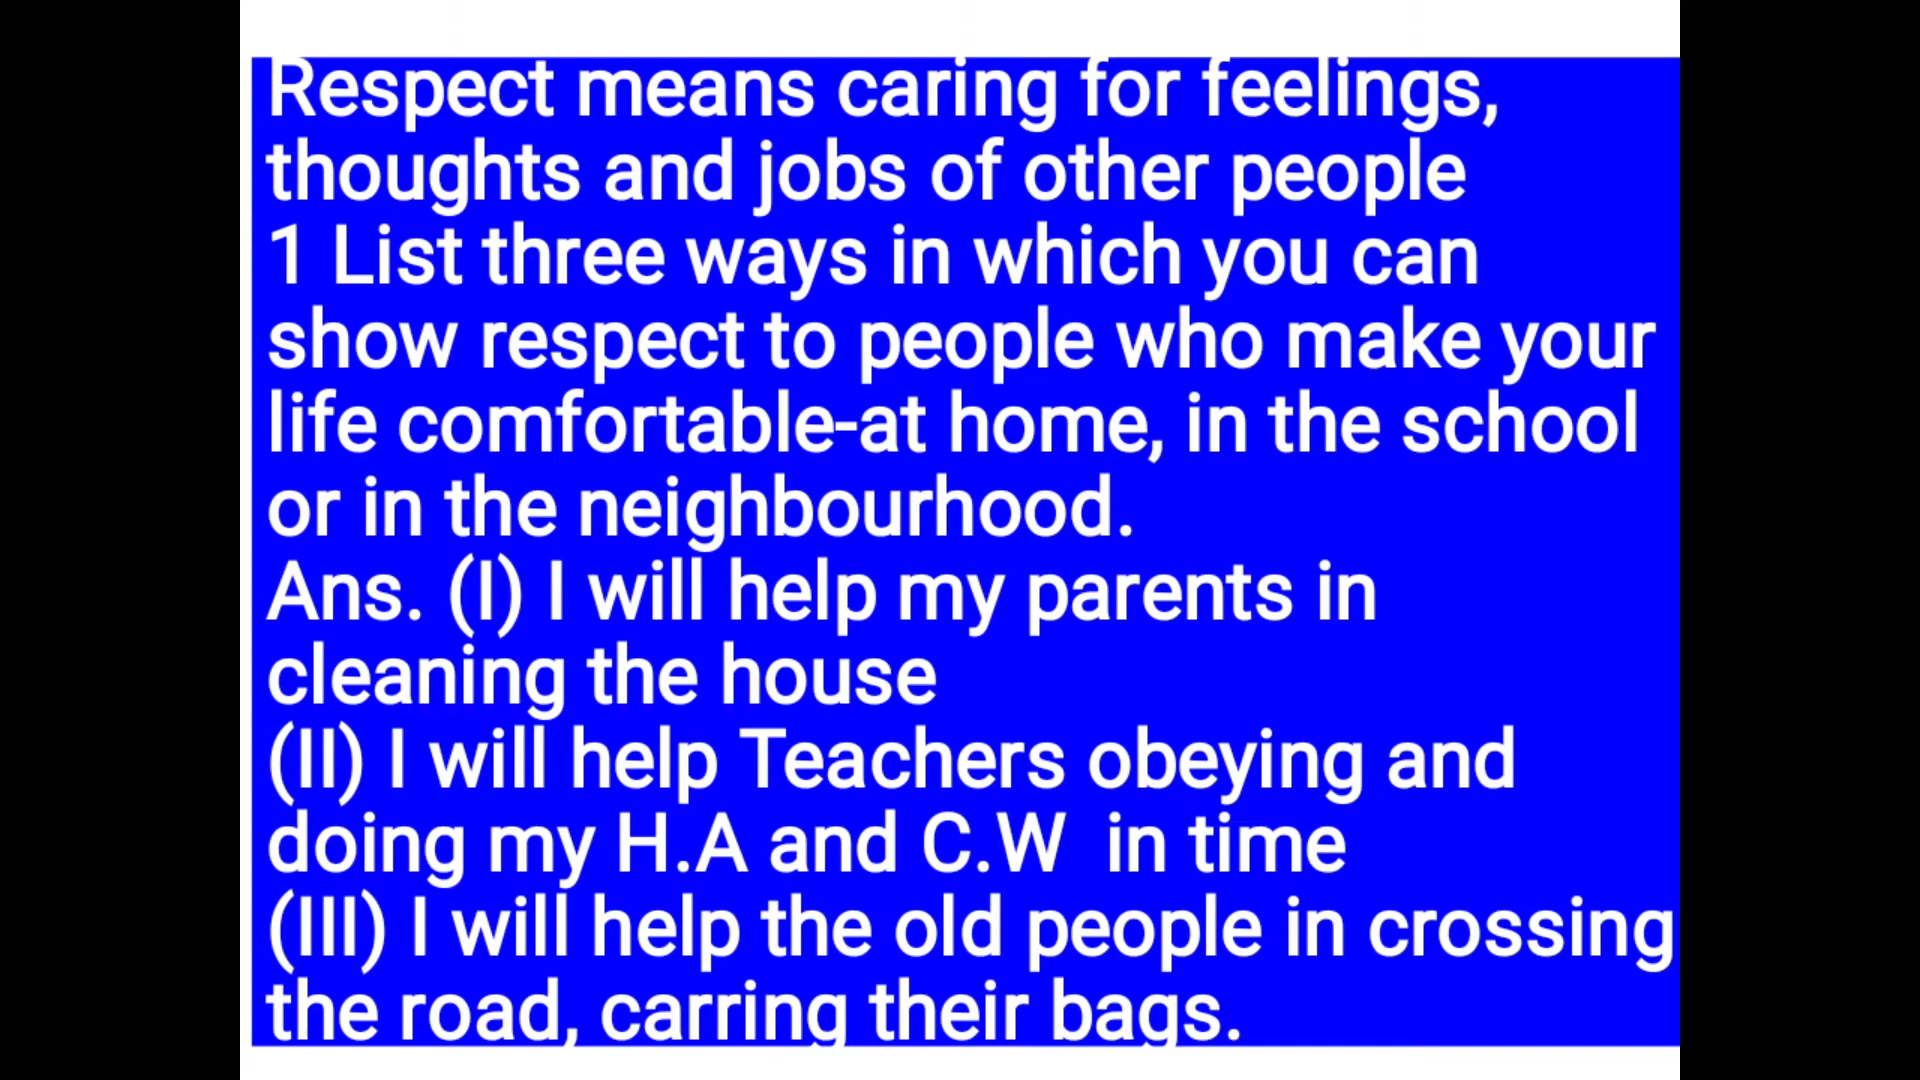 Respect means caring for feelings,
thoughts and jobs of other people
1 List three ways in which you can
show respect to people who make your
life comfortable-at home, in the school
or in the neighbourhood.
Ans. (I) I will help my parents in
cleaning the house
(II) I will help Teachers obeying and
doing my H.A and C.W in time
(III) I will help the old people in crossing
the road, carring their bags.